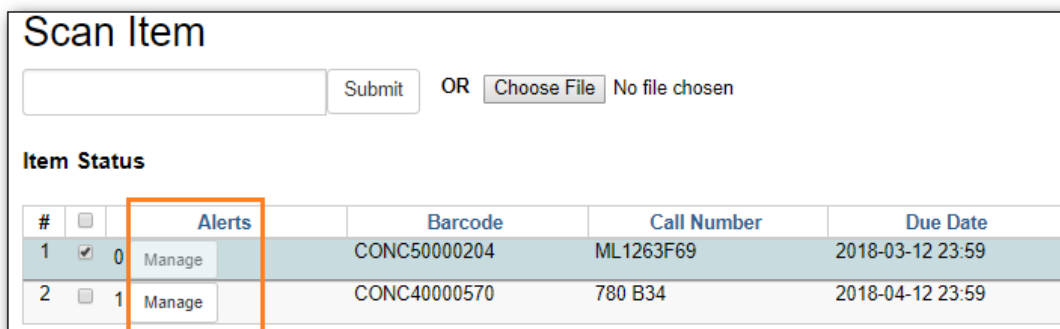 Scan Item
Submit OR Choose File No file chosen
Item Status
# Alerts Barcode Call Number Due Date
1 0 Manage CONC50000204 ML1263F69 2018-03-12 23:59
2 1 Manage CONC40000570 780 B34 2018-04-12 23:59